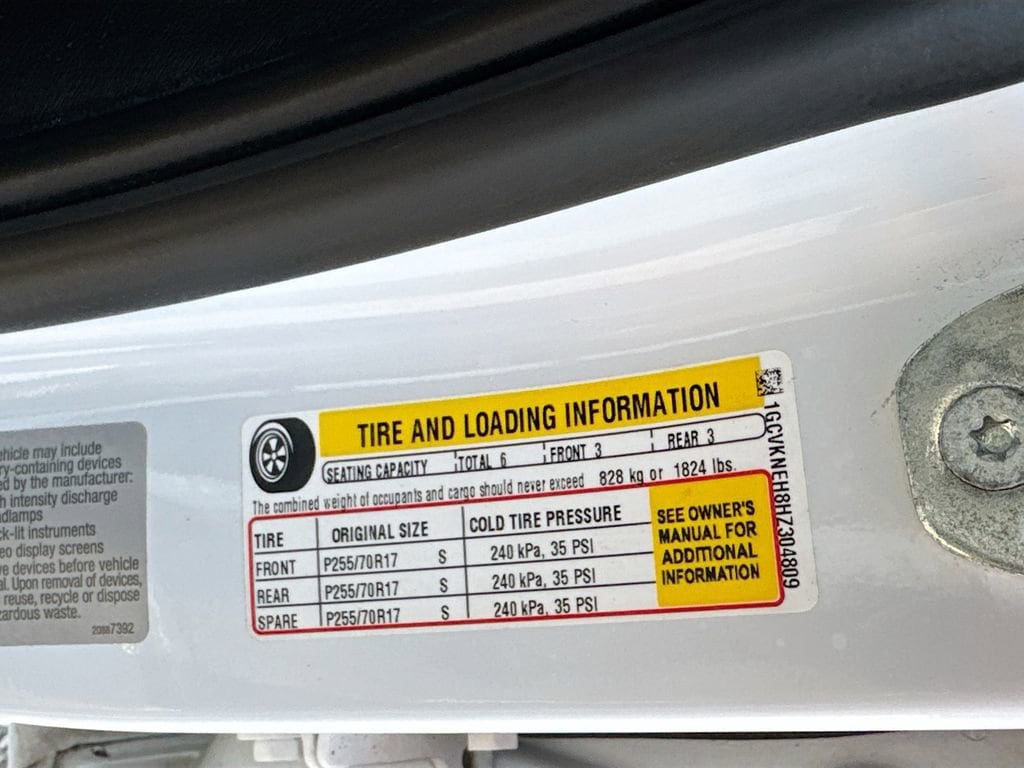 ehicle may include
ry-containing devices
ed by the manufacturer:
h intensity discharge
adlamps
ck-lit instruments
eo display screens
ve devices before vehicle
al. Upon removal of devices,
reuse, recycle or dispose
zardous waste.
20887392
TIRE AND LOADING INFORMATION
SEATING CAPACITY TOTAL 6 FRONT 3 REAR 3
The combined weight of occupants and cargo should never exceed 828 kg or 1824 lbs.
TIRE ORIGINAL SIZE COLD TIRE PRESSURE
FRONT P255/70R17 S 240 kPa, 35 PSI
REAR P255/70R17 S 240 kPa, 35 PSI
SPARE P255/70R17 S 240 kPa, 35 PSI
SEE OWNER'S
MANUAL FOR
ADDITIONAL
INFORMATION
1GCVKNEH8HZ304809